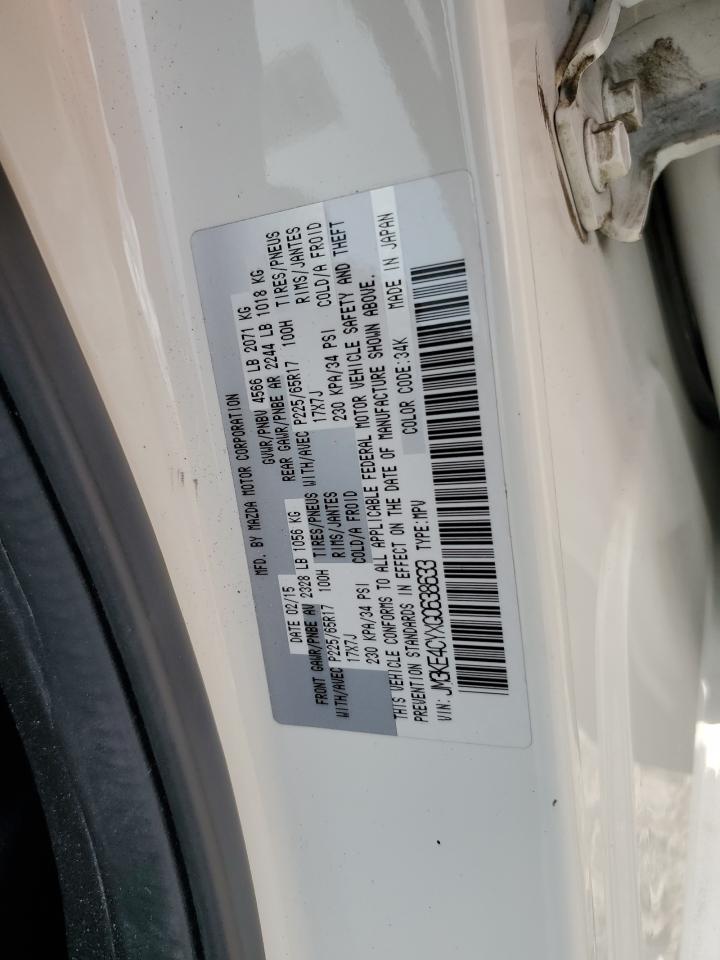 MFD. BY MAZDA MOTOR CORPORATION
DATE 02/15 GVWR/PNBV 4566 LB 2071 KG
FRONT GAWR/PNBE AV 2328 LB 1056 KG REAR GAWR/PNBE AR 2244 LB 1018 KG
WITH/AVEC P225/65R17 100H TIRES/PNEUS WITH/AVEC P225/65R17 100H TIRES/PNEUS
17X7J RIMS/JANTES 17X7J RIMS/JANTES
230 KPA/34 PSI COLD/A FROID 230 KPA/34 PSI COLD/A FROID
THIS VEHICLE CONFORMS TO ALL APPLICABLE FEDERAL MOTOR VEHICLE SAFETY AND THEFT
PREVENTION STANDARDS IN EFFECT ON THE DATE OF MANUFACTURE SHOWN ABOVE.
VIN: JM3KE4CYXG0638633 TYPE:MPV COLOR CODE:34K MADE IN JAPAN